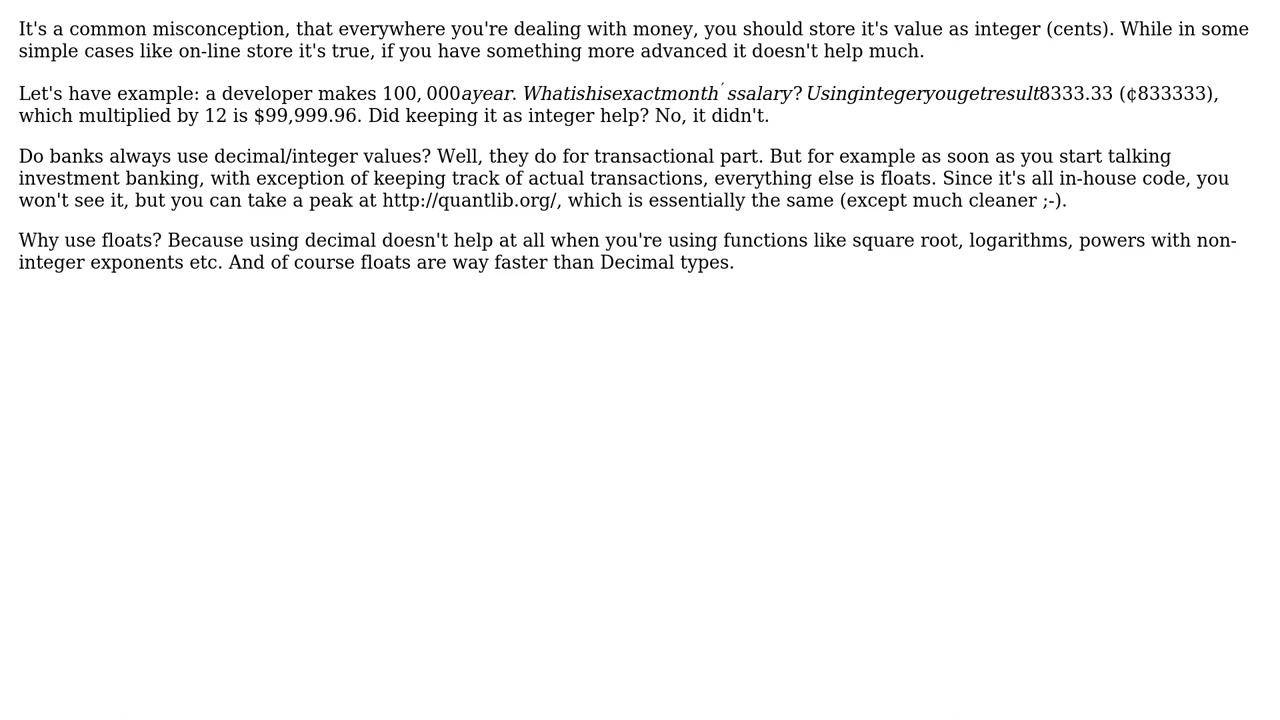 It's a common misconception, that everywhere you're dealing with money, you should store it's value as integer (cents). While in some
simple cases like on-line store it's true, if you have something more advanced it doesn't help much.
Let's have example: a developer makes 100,000ayear.Whatishisexactmonth′ssalary?Usingintegeryougetresult8333.33 (¢833333),
which multiplied by 12 is $99,999.96. Did keeping it as integer help? No, it didn't.
Do banks always use decimal/integer values? Well, they do for transactional part. But for example as soon as you start talking
investment banking, with exception of keeping track of actual transactions, everything else is floats. Since it's all in-house code, you
won't see it, but you can take a peak at http://quantlib.org/, which is essentially the same (except much cleaner ;-).
Why use floats? Because using decimal doesn't help at all when you're using functions like square root, logarithms, powers with non-
integer exponents etc. And of course floats are way faster than Decimal types.